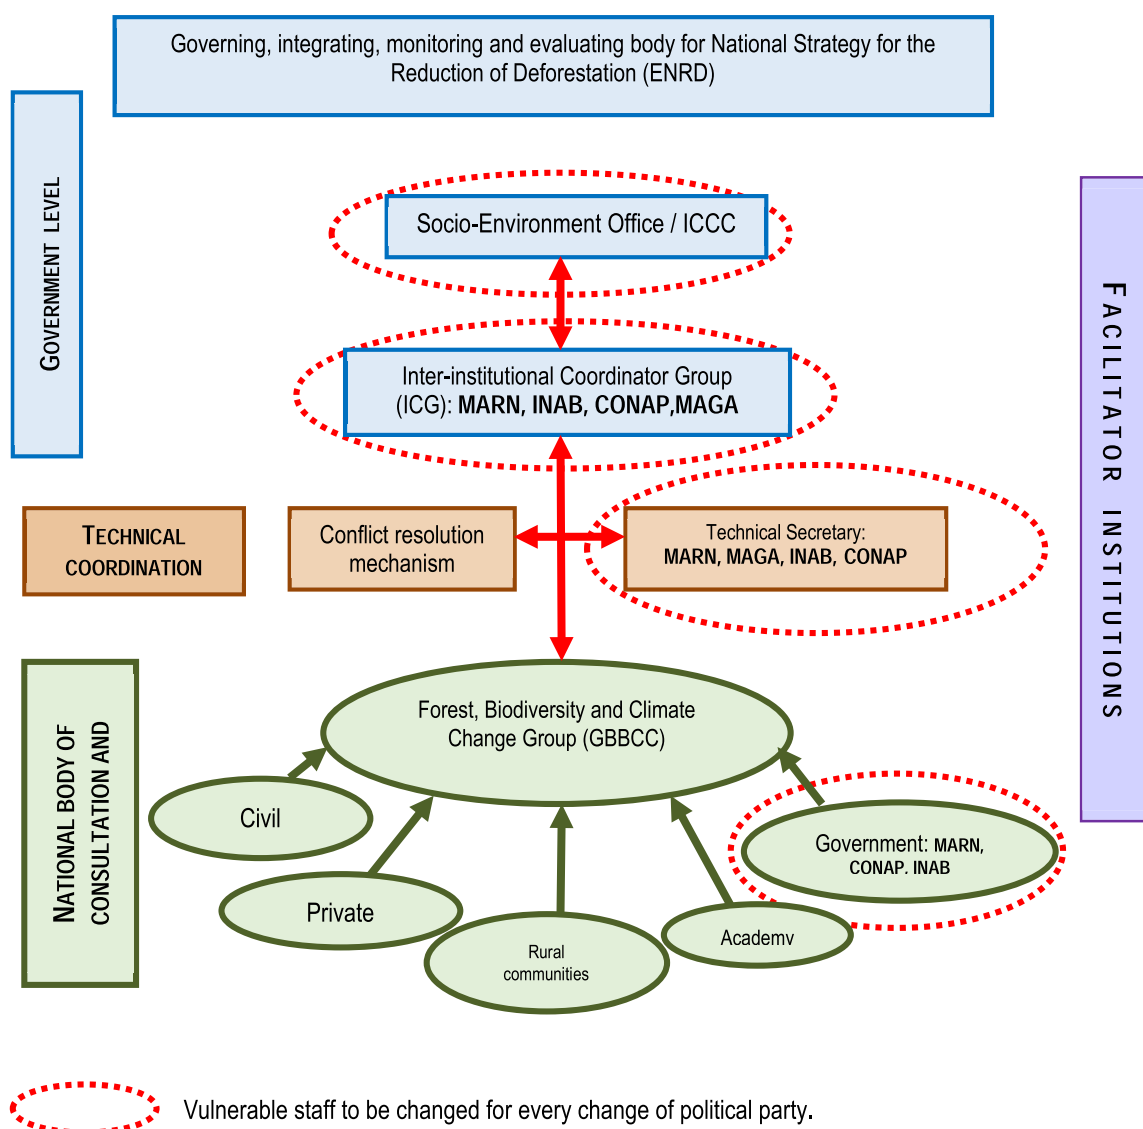 Governing, integrating, monitoring and evaluating body for National Strategy for the
Reduction of Deforestation (ENRD)
GOVERNMENT LEVEL
Socio-Environment Office / ICCC
Inter-institutional Coordinator Group
(ICG): MARN, INAB, CONAP,MAGA
FACILITATOR INSTITUTIONS
TECHNICAL
COORDINATION
Conflict resolution
mechanism
Technical Secretary:
MARN, MAGA, INAB, CONAP
NATIONAL BODY OF
CONSULTATION AND
Forest, Biodiversity and Climate
Change Group (GBBCC)
Civil
Private
Rural
communities
Academv
Government: MARN,
CONAP. INAB
Vulnerable staff to be changed for every change of political party.